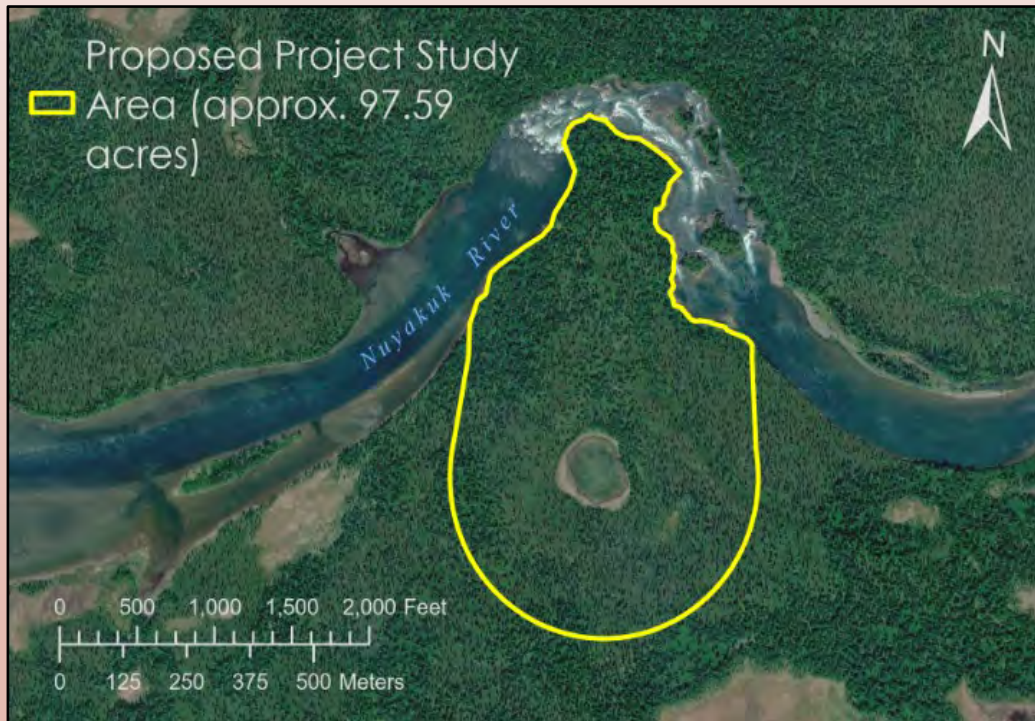 Proposed Project Study
Area (approx. 97.59
acres)
N
Nuyakuk River
0 500 1,000 1,500 2,000 Feet
0 125 250 375 500 Meters